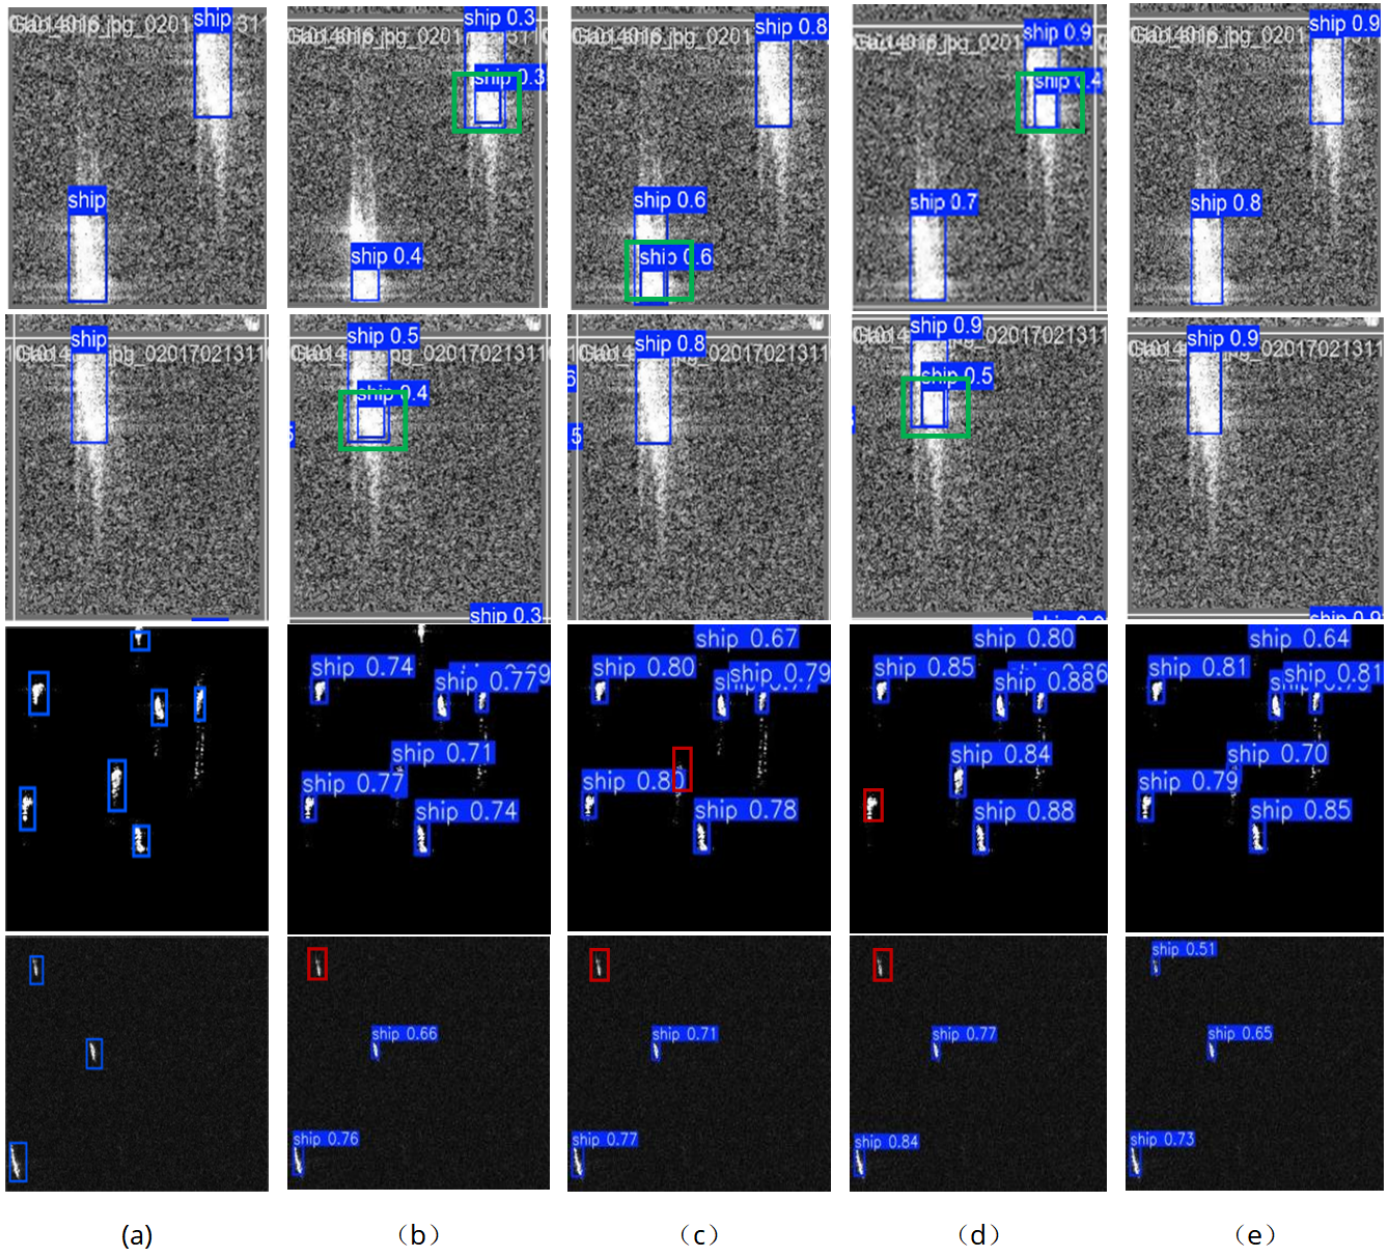 ship
ship
ship 0.3
ship 0.3
ship 0.4
ship 0.8
ship 0.6
ship 0.6
ship 0.9
ship 0.4
ship 0.7
ship 0.9
ship 0.8
ship
ship 0.5
ship 0.4
ship 0.3
ship 0.8
5
ship 0.9
ship 0.5
ship 0.9
ship 0.9
ship 0.74
ship 0.77
ship 0.71
ship 0.77
ship 0.74
ship 0.67
ship 0.80
0.79
ship 0.80
ship 0.78
ship 0.80
ship 0.85
ship 0.88
ship 0.84
ship 0.88
ship 0.64
ship 0.81
ship 0.81
ship 0.70
ship 0.79
ship 0.85
ship 0.66
ship 0.76
ship 0.71
ship 0.77
ship 0.77
ship 0.84
ship 0.51
ship 0.65
ship 0.73
(a)
（b）
（c）
（d）
（e）